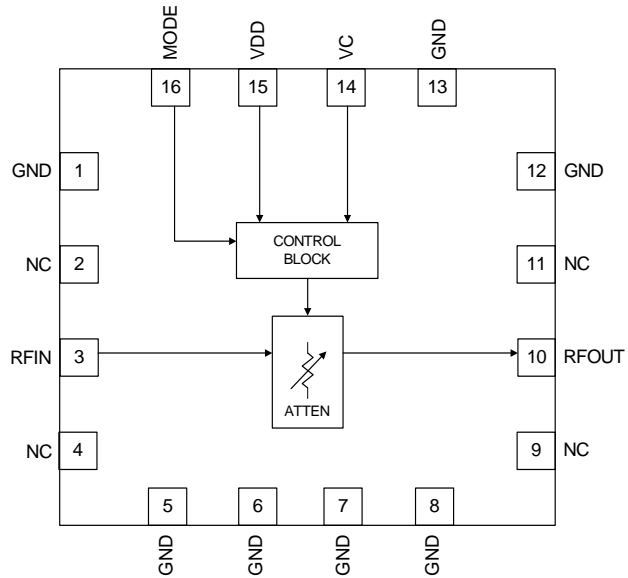 MODE
VDD
VC
GND
16
15
14
13
GND
1
12
GND
NC
2
CONTROL
BLOCK
11
NC
RFIN
3
10
RFOUT
ATTEN
NC
4
9
NC
5
6
7
8
GND
GND
GND
GND